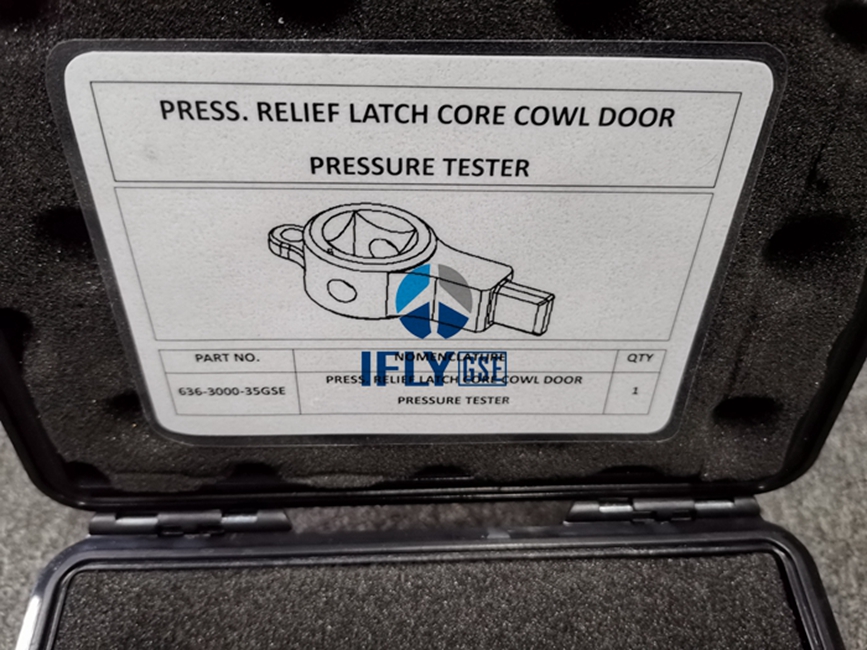 PRESS. RELIEF LATCH CORE COWL DOOR
PRESSURE TESTER
PART NO. NOMENCLATURE QTY
636-3000-35GSE PRESS. RELIEF LATCH CORE COWL DOOR 1
PRESSURE TESTER
IFLY GSE